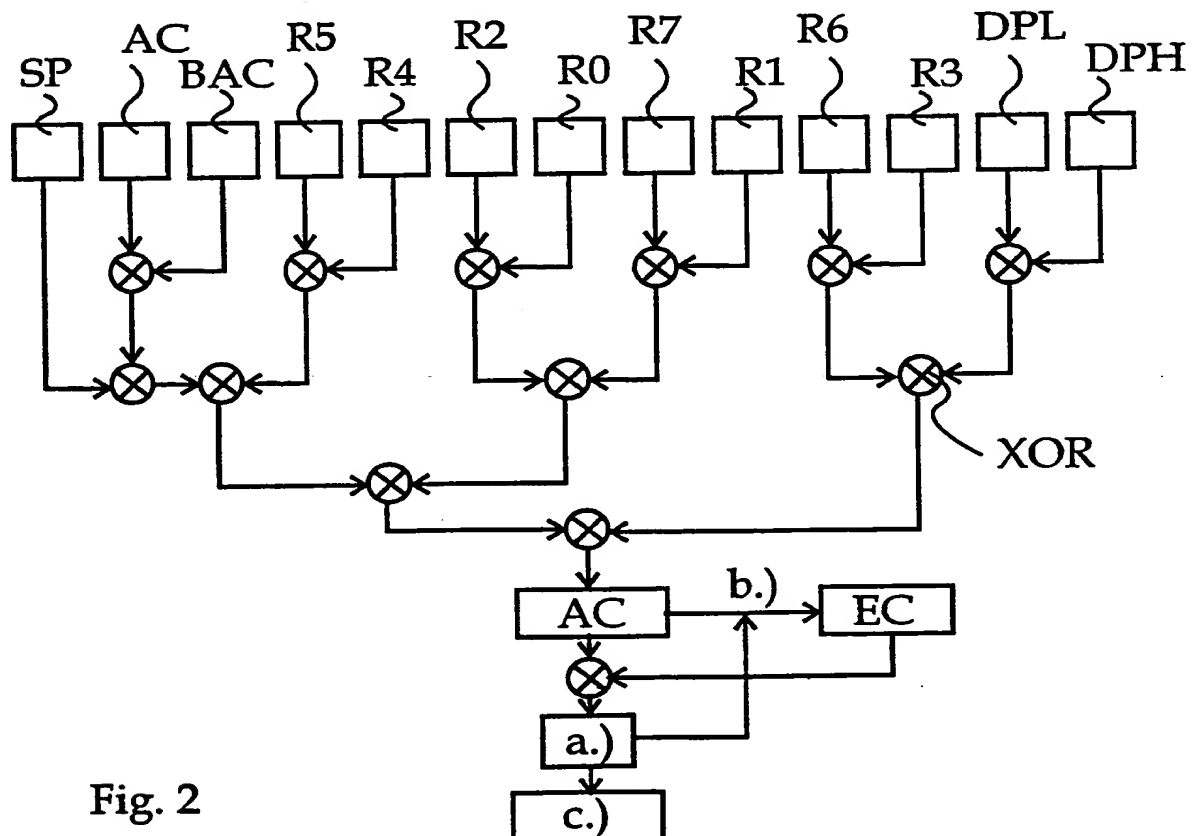 SP AC BAC R5 R4 R2 R0 R7 R1 R6 R3 DPL DPH
XOR
AC b.) EC
a.)
c.)
Fig. 2